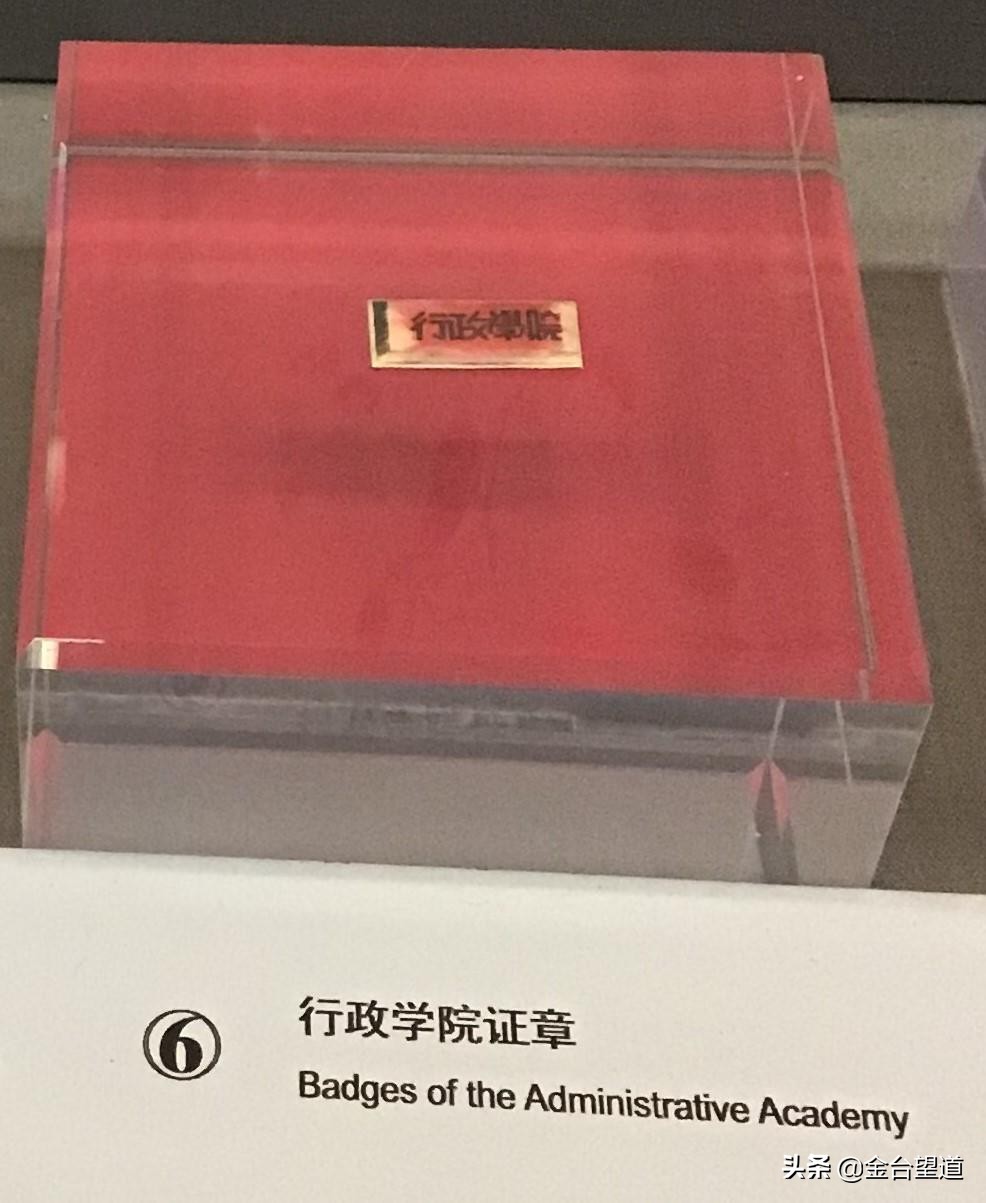 行政學院
⑥ 行政学院证章
Badges of the Administrative Academy
头条 @金台望道